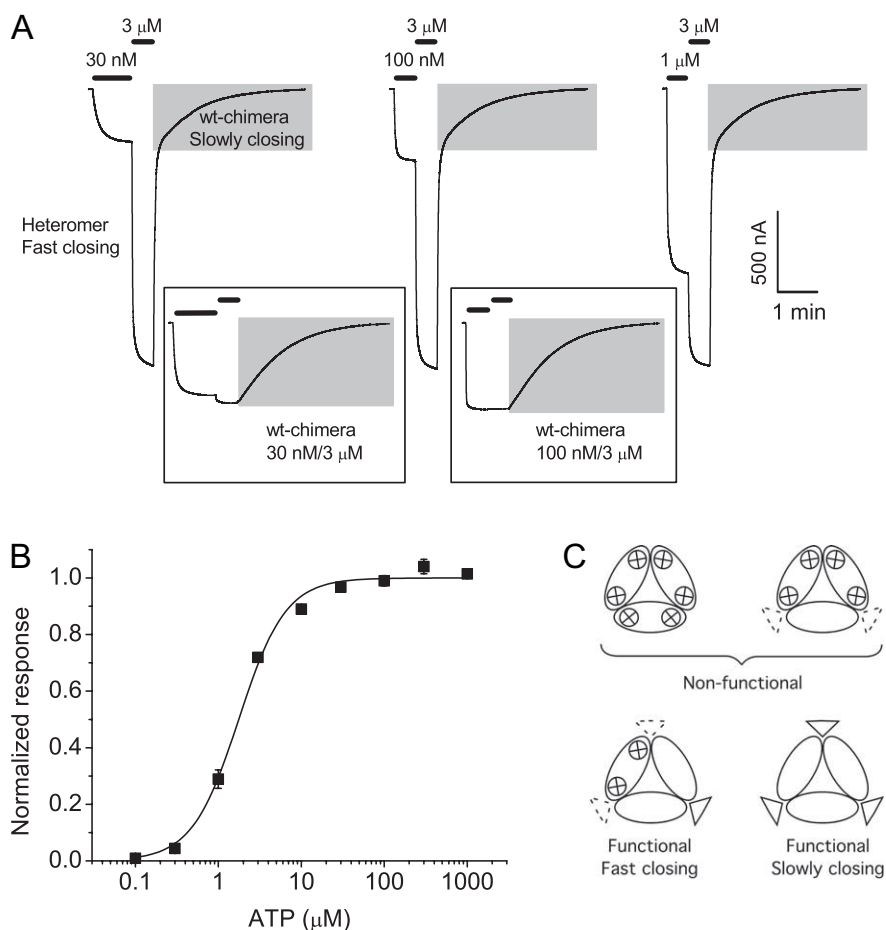 A
3 μM
3 μM
3 μM
30 nM
100 nM
1 μM
wt-chimera
Slowly closing
Heteromer
Fast closing
500 nA
1 min
wt-chimera
30 nM/3 μM
wt-chimera
100 nM/3 μM
B
Normalized response
1.0
0.8
0.6
0.4
0.2
0.0
0.1
1
10
100
1000
ATP (μM)
C
Non-functional
Functional
Fast closing
Functional
Slowly closing